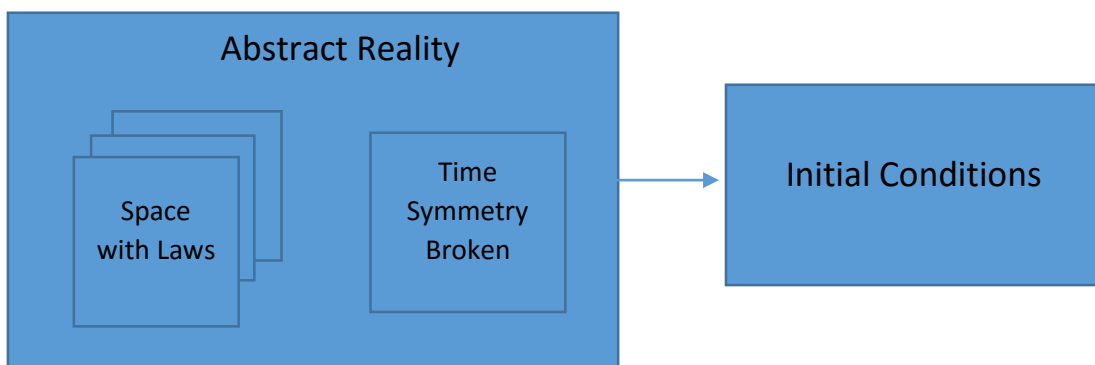 Abstract Reality
Space
with Laws
Time
Symmetry
Broken
Initial Conditions